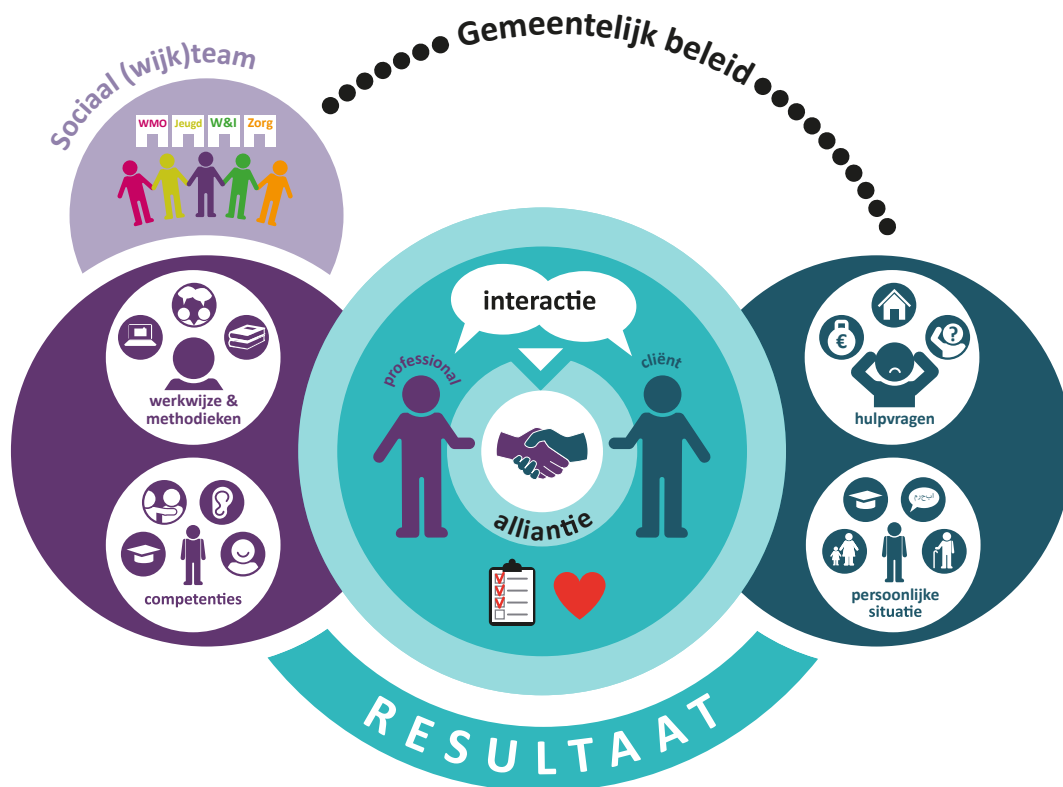 Gemeentelijk beleid
Sociaal (wijk)team
WMO
Jeugd
W&I
Zorg
interactie
professional
cliënt
alliantie
werkwijze &
methodieken
competenties
€
?
hulpvragen
persoonlijke
situatie
RESULTAAT